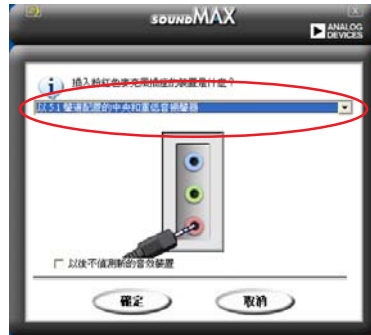 SOUNDMAX
ANALOG
DEVICES
插入粉紅色麥克風插座的裝置是什麼?
以 5.1 聲道配置的中央和重低音揚聲器
以後不偵測新的音效裝置
確定
取消